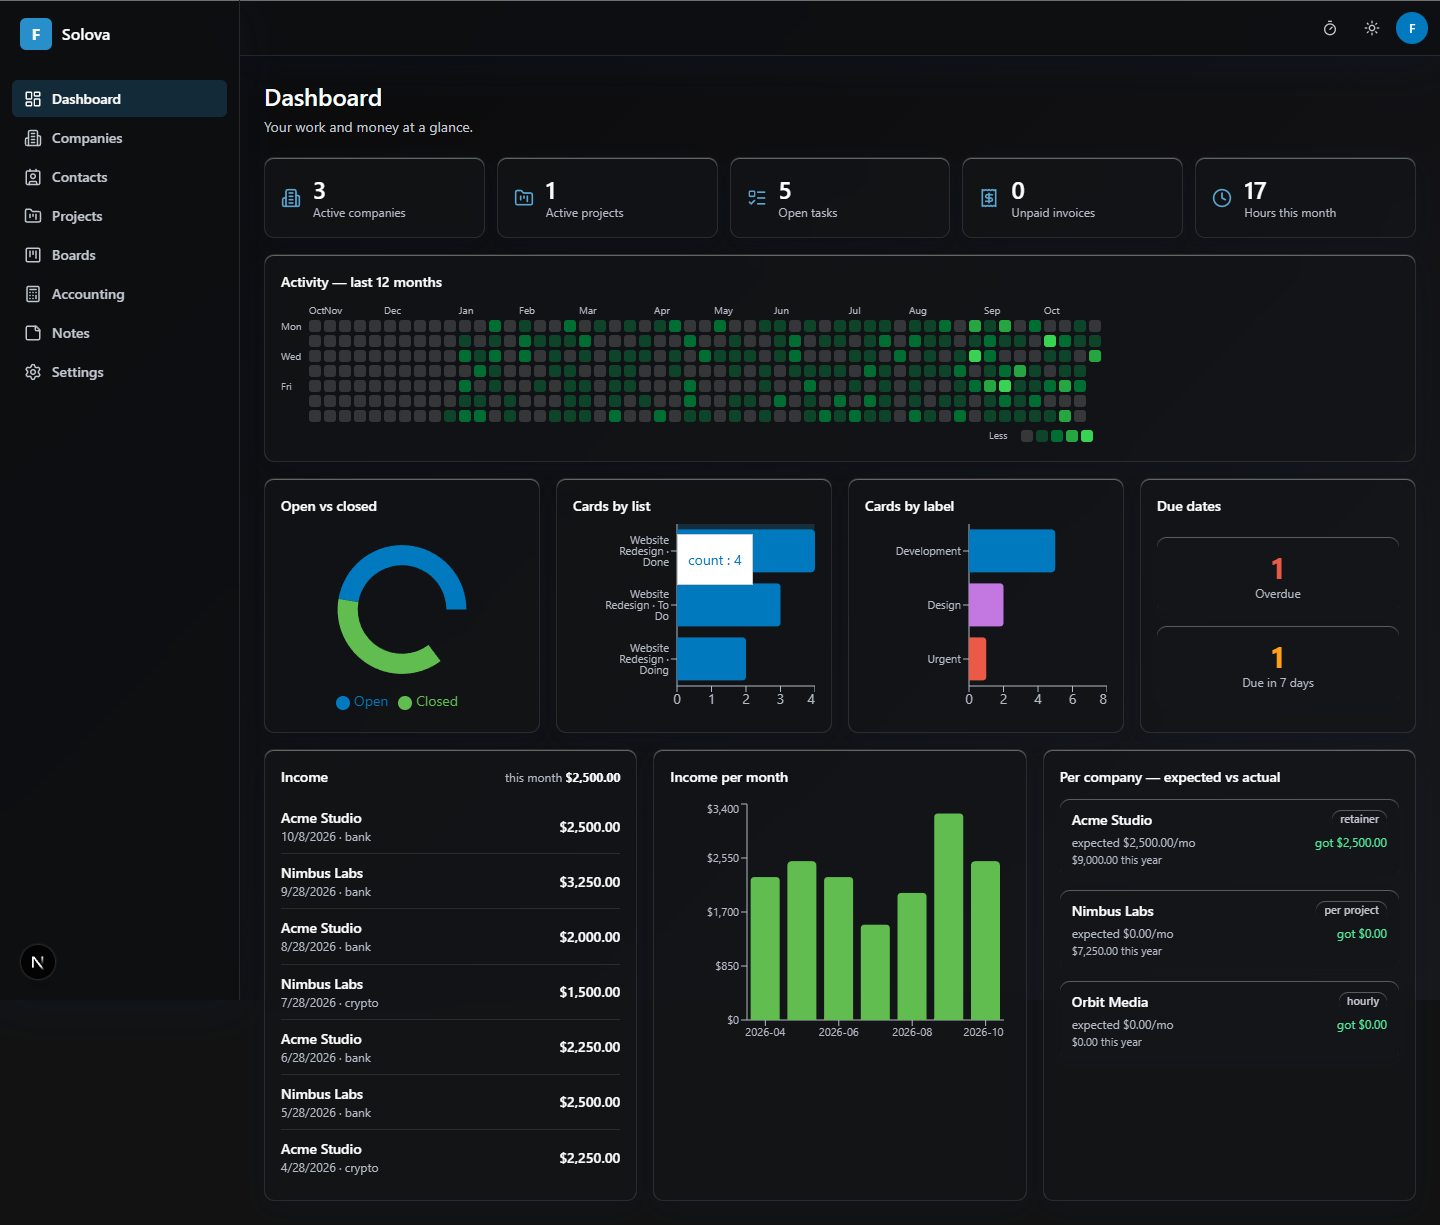 F Solova
F
Dashboard
Companies
Contacts
Projects
Boards
Accounting
Notes
Settings
N
Dashboard
Your work and money at a glance.
3
Active companies
1
Active projects
5
Open tasks
0
Unpaid invoices
17
Hours this month
Activity — last 12 months
OctNov Dec Jan Feb Mar Apr May Jun Jul Aug Sep Oct
Mon
Wed
Fri
Less
Open vs closed
Open Closed
Cards by list
Website
Redesign ·
Done
count : 4
Website
Redesign · To
Do
Website
Redesign ·
Doing
0 1 2 3 4
Cards by label
Development
Design
Urgent
0 2 4 6 8
Due dates
1
Overdue
1
Due in 7 days
Income this month $2,500.00
Acme Studio
10/8/2026 · bank
$2,500.00
Nimbus Labs
9/28/2026 · bank
$3,250.00
Acme Studio
8/28/2026 · bank
$2,000.00
Nimbus Labs
7/28/2026 · crypto
$1,500.00
Acme Studio
6/28/2026 · bank
$2,250.00
Nimbus Labs
5/28/2026 · bank
$2,500.00
Acme Studio
4/28/2026 · crypto
$2,250.00
Income per month
$3,400
$2,550
$1,700
$850
$0
2026-04 2026-06 2026-08 2026-10
Per company — expected vs actual
Acme Studio retainer
expected $2,500.00/mo got $2,500.00
$9,000.00 this year
Nimbus Labs per project
expected $0.00/mo got $0.00
$7,250.00 this year
Orbit Media hourly
expected $0.00/mo got $0.00
$0.00 this year